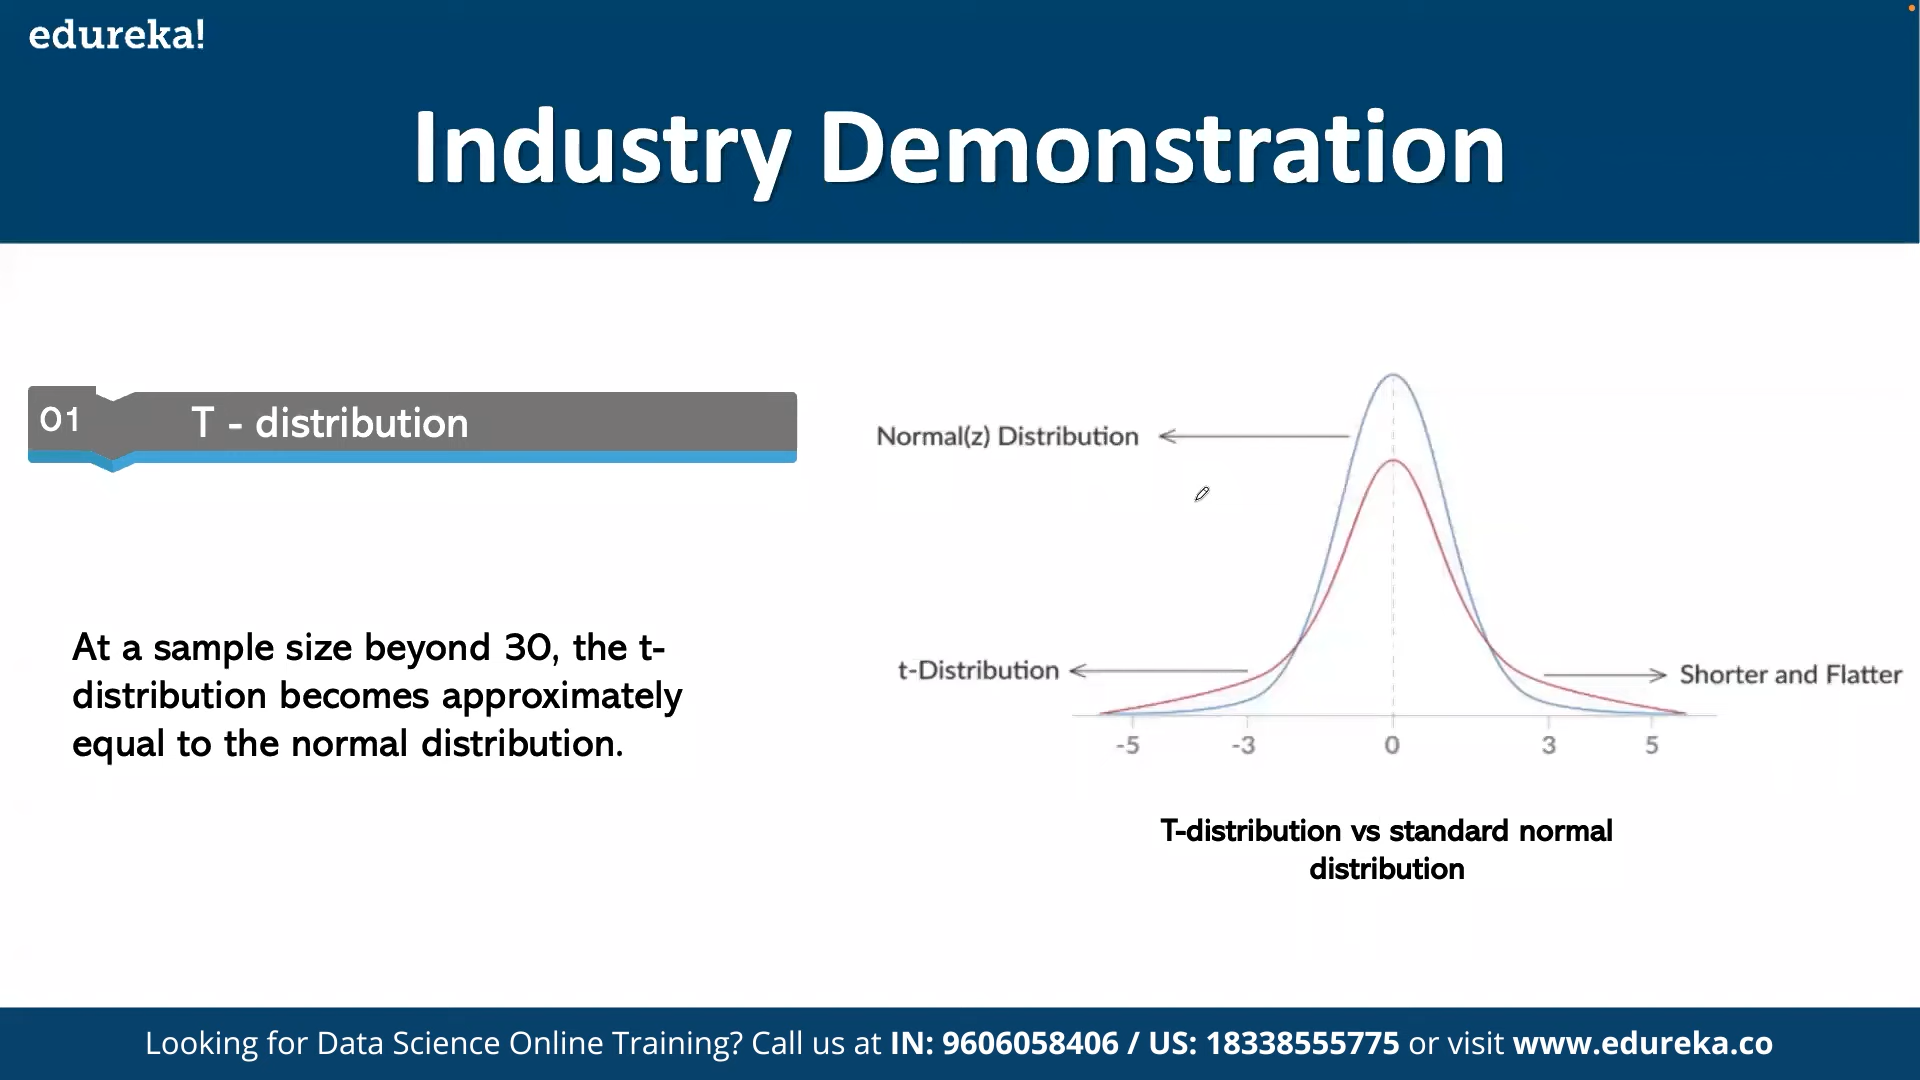 edureka!
Industry Demonstration
01
T - distribution
At a sample size beyond 30, the t-
distribution becomes approximately
equal to the normal distribution.
Normal(z) Distribution
t-Distribution
Shorter and Flatter
-5 -3 0 3 5
T-distribution vs standard normal
distribution
Looking for Data Science Online Training? Call us at IN: 9606058406 / US: 18338555775 or visit www.edureka.co